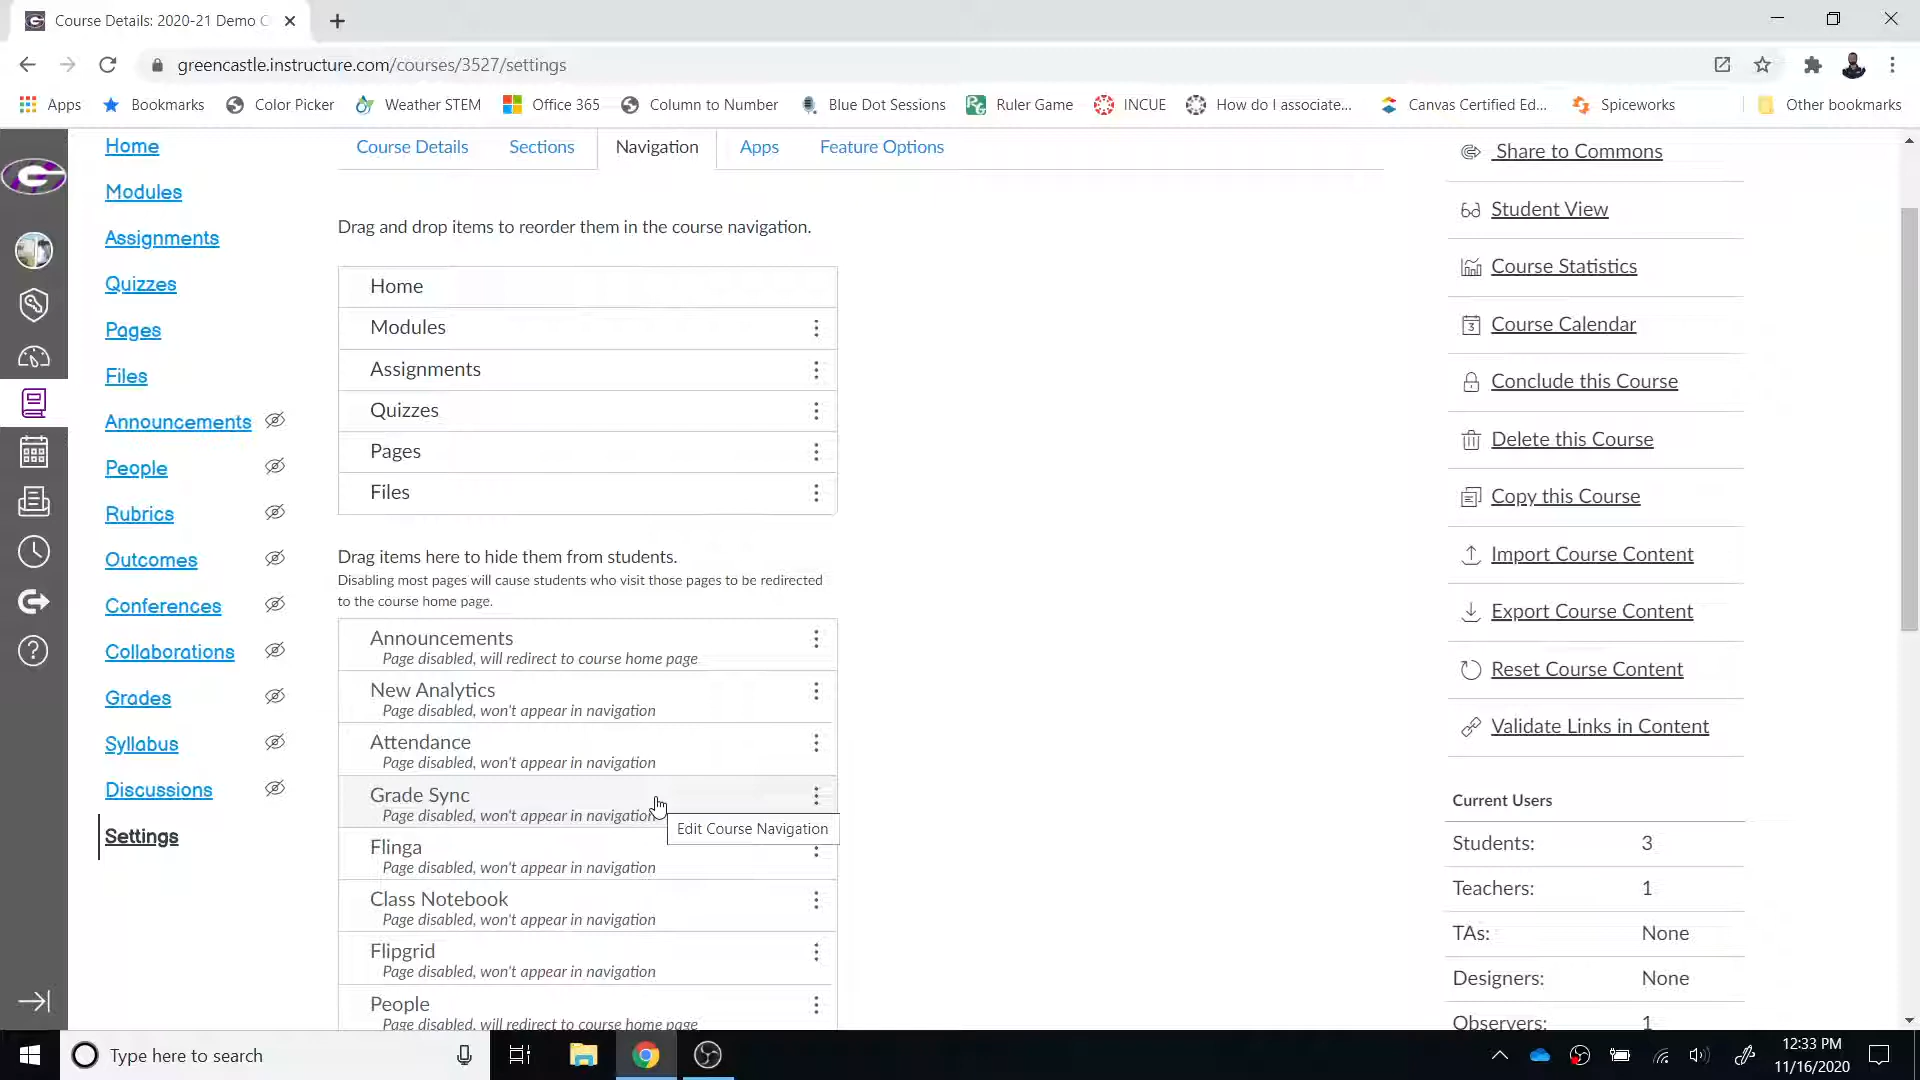 Course Details: 2020-21 Demo C
greencastle.instructure.com/courses/3527/settings
Apps Bookmarks Color Picker Weather STEM Office 365 Column to Number Blue Dot Sessions Ruler Game INCUE How do I associate... Canvas Certified Ed... Spiceworks Other bookmarks
Home
Modules
Assignments
Quizzes
Pages
Files
Announcements
People
Rubrics
Outcomes
Conferences
Collaborations
Grades
Syllabus
Discussions
Settings
Course Details Sections Navigation Apps Feature Options
Drag and drop items to reorder them in the course navigation.
Home
Modules
Assignments
Quizzes
Pages
Files
Drag items here to hide them from students.
Disabling most pages will cause students who visit those pages to be redirected
to the course home page.
Announcements
Page disabled, will redirect to course home page
New Analytics
Page disabled, won't appear in navigation
Attendance
Page disabled, won't appear in navigation
Grade Sync
Page disabled, won't appear in navigation
Edit Course Navigation
Flinga
Page disabled, won't appear in navigation
Class Notebook
Page disabled, won't appear in navigation
Flipgrid
Page disabled, won't appear in navigation
People
Page disabled, will redirect to course home page
Share to Commons
Student View
Course Statistics
3 Course Calendar
Conclude this Course
Delete this Course
Copy this Course
Import Course Content
Export Course Content
Reset Course Content
Validate Links in Content
Current Users
Students: 3
Teachers: 1
TAs: None
Designers: None
Observers: 1
Type here to search
12:33 PM
11/16/2020